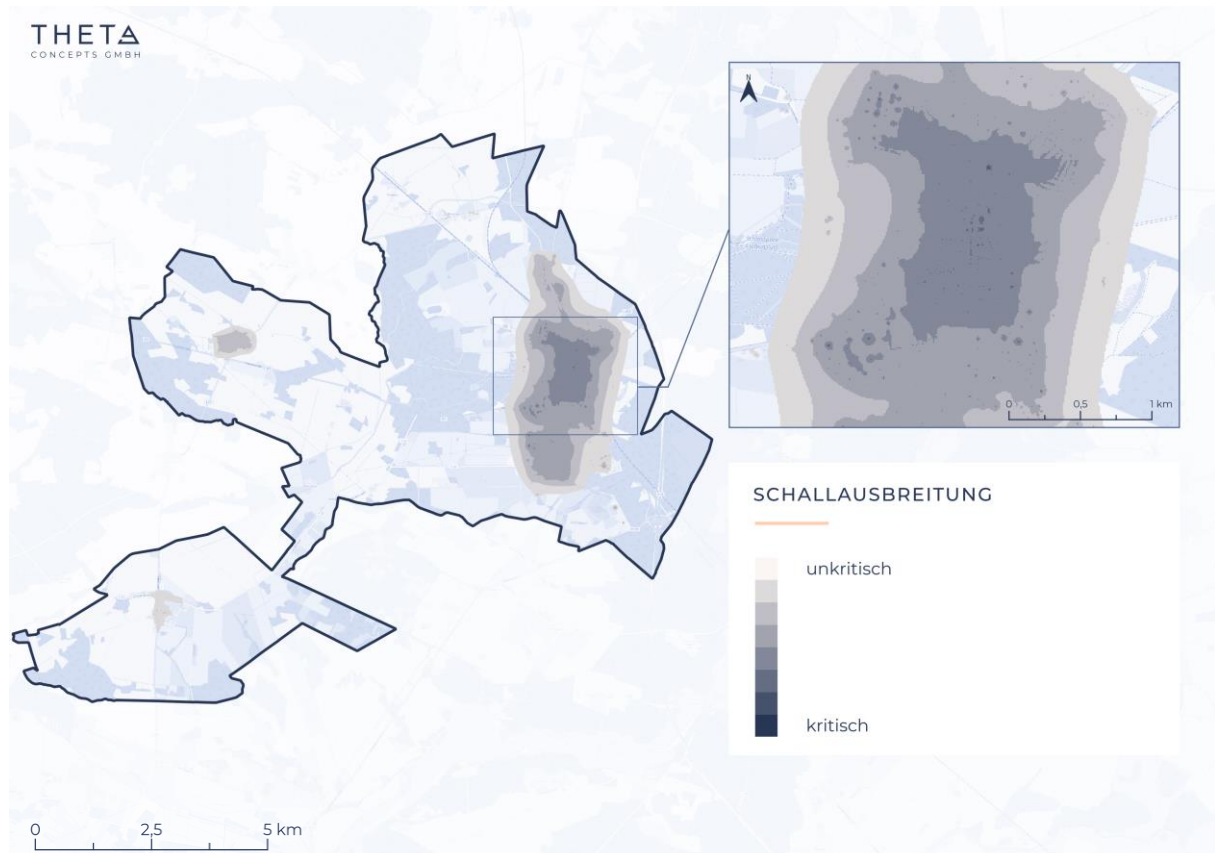 THETA
CONCEPTS GMBH
N
0 0,5 1 km
SCHALLAUSBREITUNG
unkritisch
kritisch
0 2,5 5 km